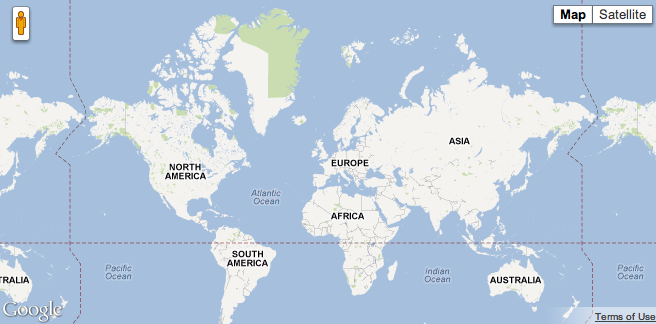 Map Satellite
ASIA
EUROPE
NORTH
AMERICA
Atlantic
Ocean
AFRICA
SOUTH
AMERICA
Pacific
Ocean
Indian
Ocean
Pacific
Ocean
TRALIA
AUSTRALIA
Google
Terms of Use